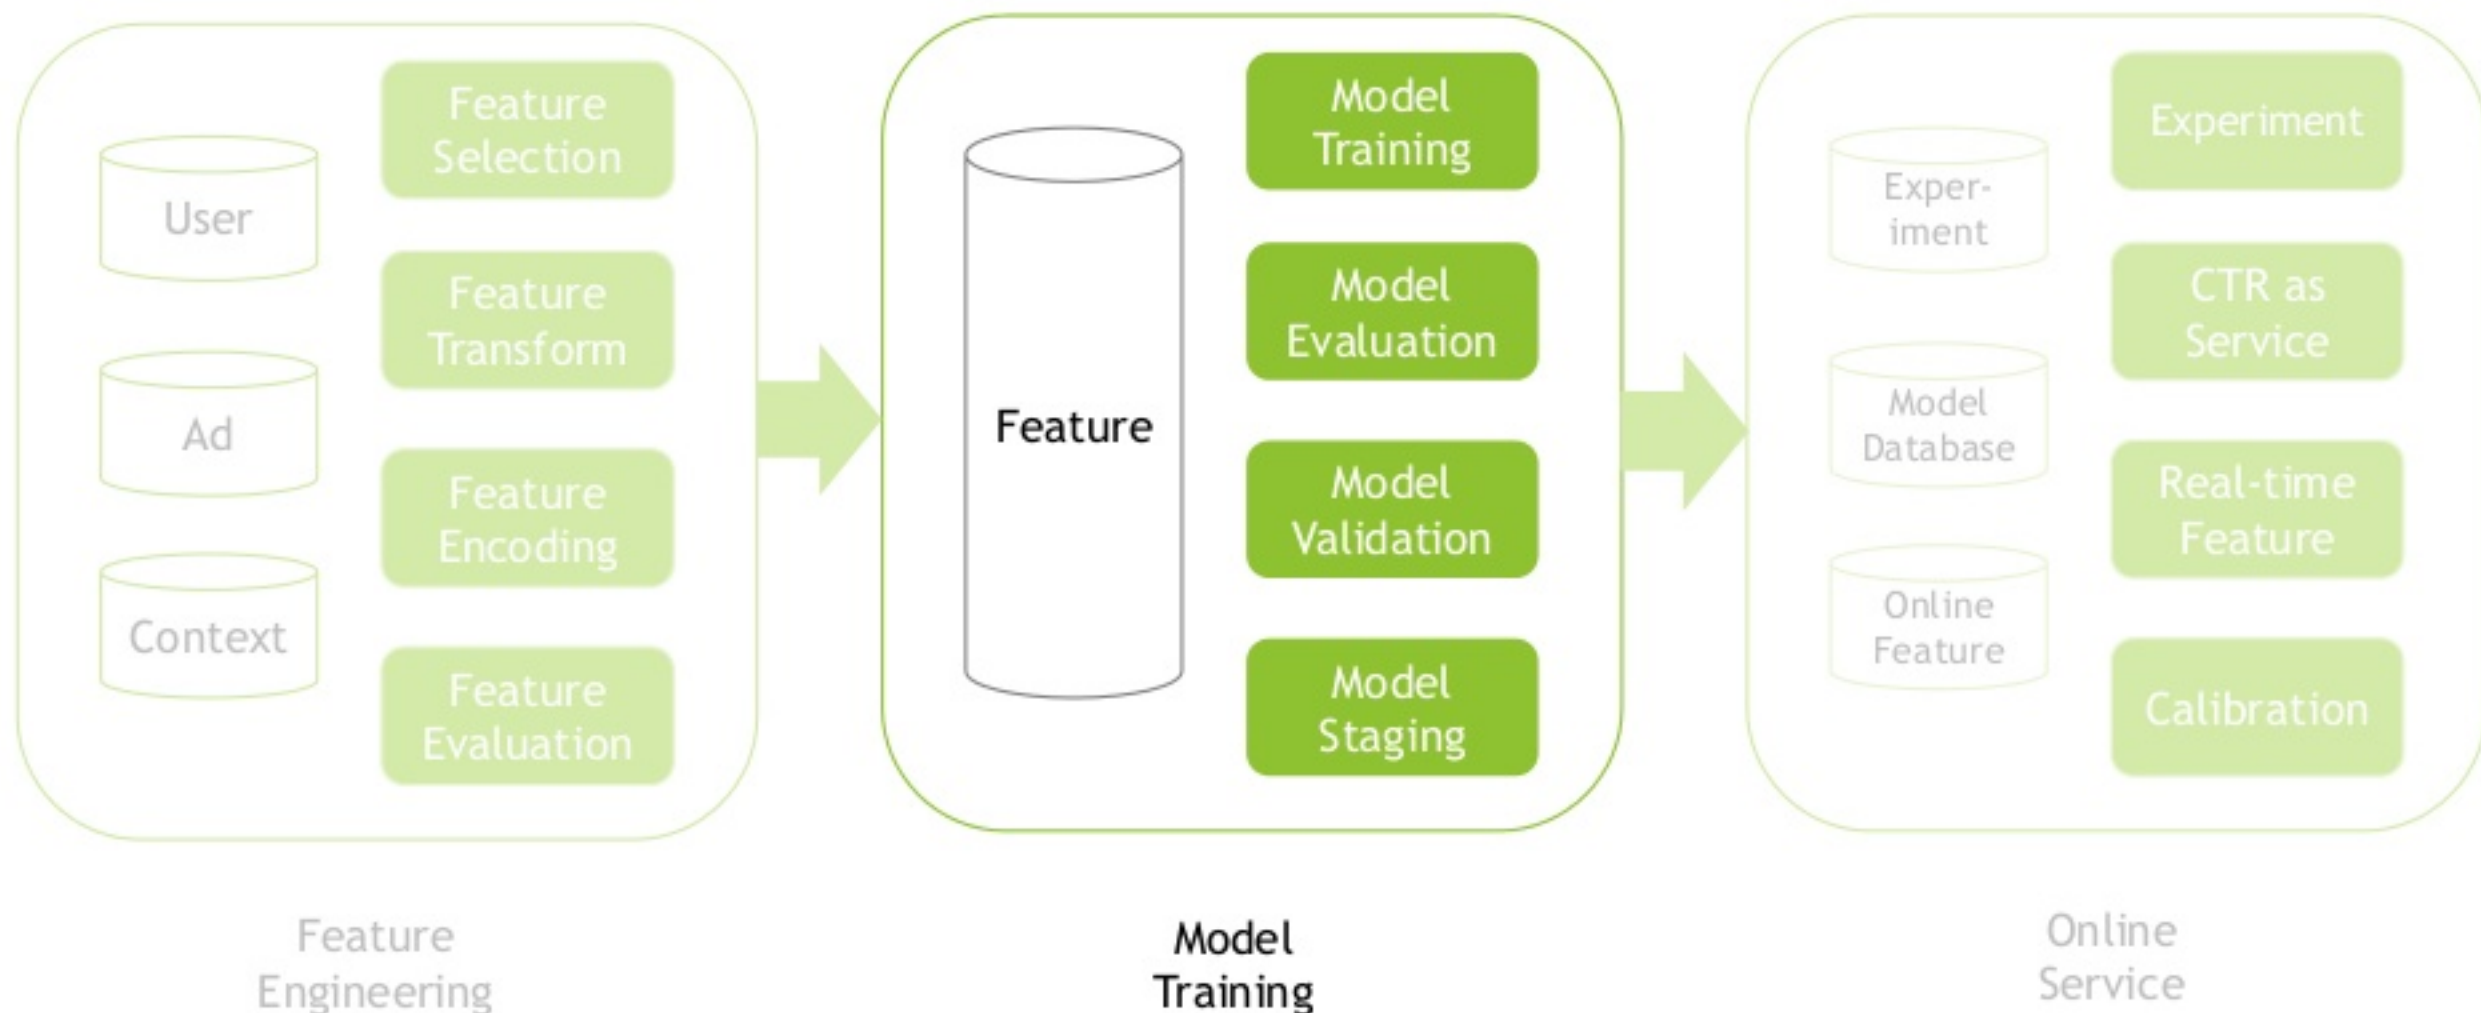 User
Ad
Context
Feature
Selection
Feature
Transform
Feature
Encoding
Feature
Evaluation
Feature
Engineering
Feature
Model
Training
Model
Evaluation
Model
Validation
Model
Staging
Model
Training
Exper-
iment
Model
Database
Online
Feature
Experiment
CTR as
Service
Real-time
Feature
Calibration
Online
Service